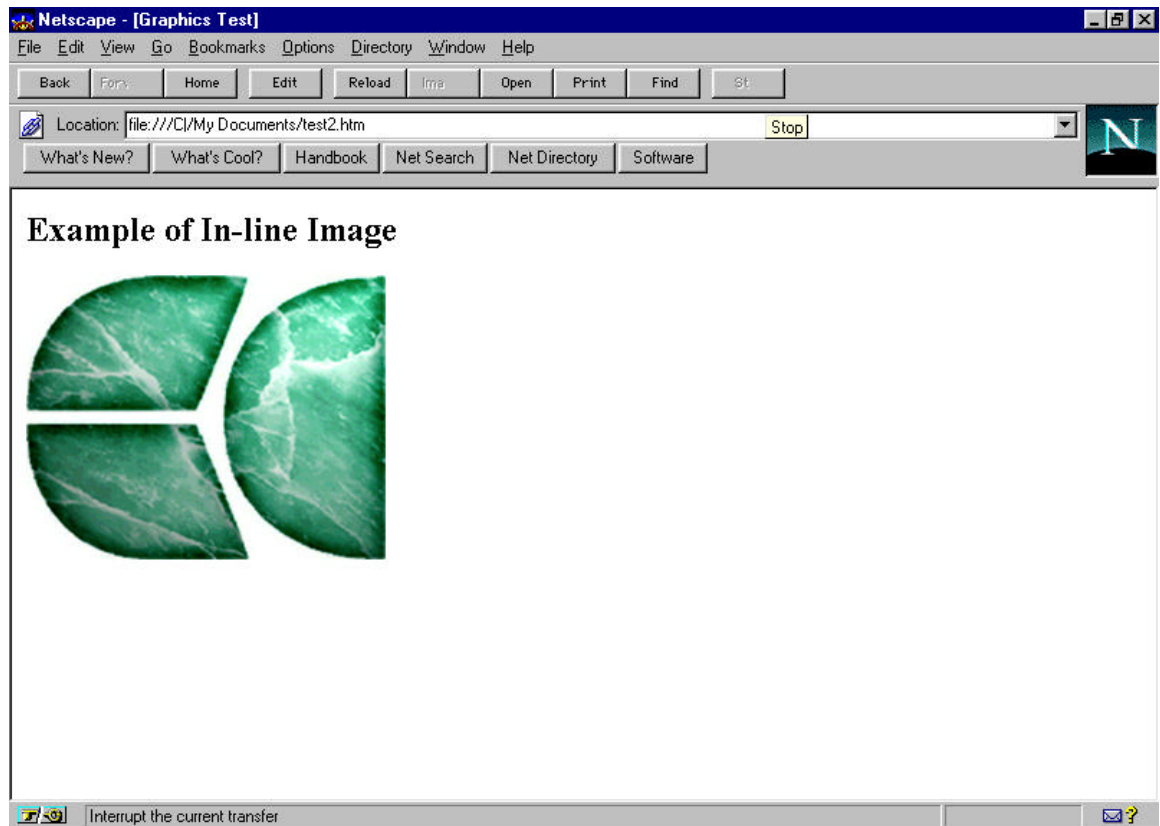 Netscape - [Graphics Test]
File Edit View Go Bookmarks Options Directory Window Help
Back Home Edit Reload Ima Open Print Find St
Location: file:///C|/My Documents/test2.htm
Stop
N
What's New? What's Cool? Handbook Net Search Net Directory Software
Example of In-line Image
Interrupt the current transfer
?